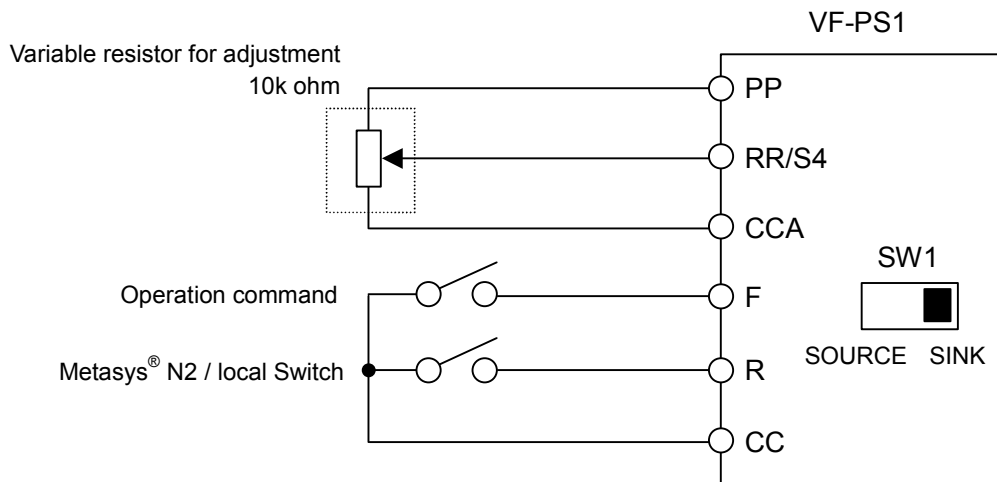 VF-PS1
Variable resistor for adjustment
10k ohm
PP
RR/S4
CCA
SW1
Operation command
F
SOURCE SINK
Metasys® N2 / local Switch
R
CC